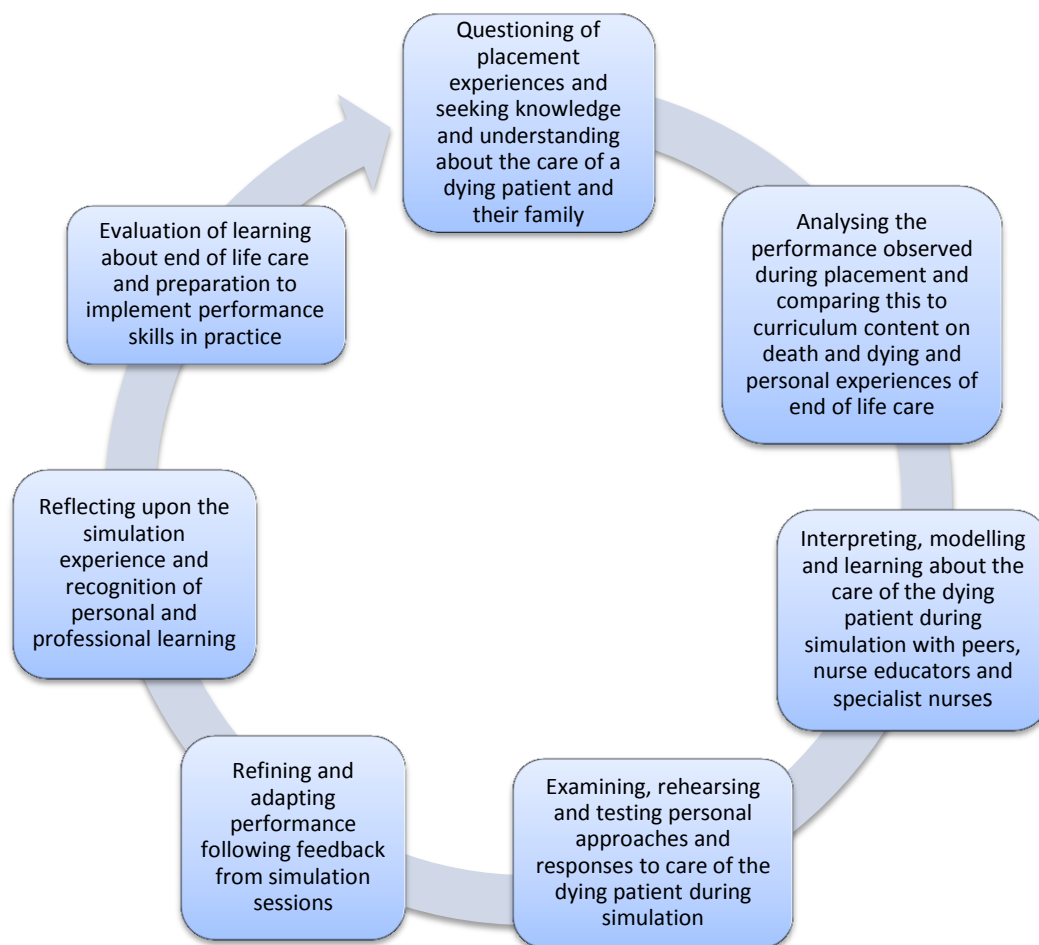 Questioning of
placement
experiences and
seeking knowledge
and understanding
about the care of a
dying patient and
their family
Analysing the
performance observed
during placement and
comparing this to
curriculum content on
death and dying and
personal experiences of
end of life care
Interpreting, modelling
and learning about the
care of the dying
patient during
simulation with peers,
nurse educators and
specialist nurses
Examining, rehearsing
and testing personal
approaches and
responses to care of the
dying patient during
simulation
Refining and
adapting
performance
following feedback
from simulation
sessions
Reflecting upon the
simulation
experience and
recognition of
personal and
professional learning
Evaluation of learning
about end of life care
and preparation to
implement performance
skills in practice